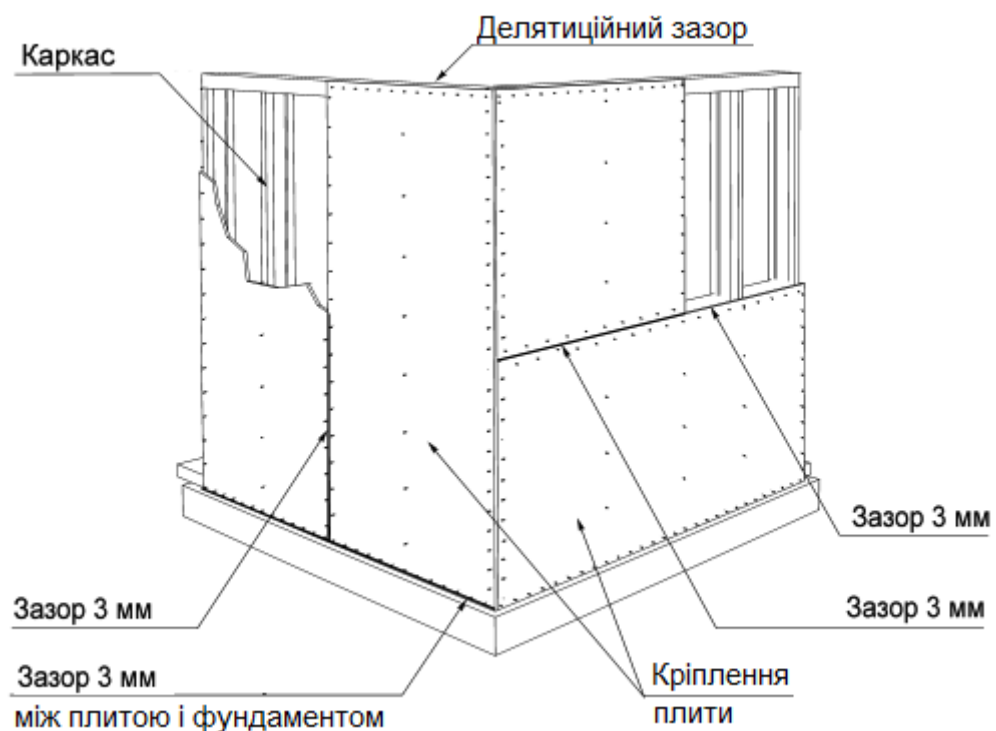 Делятиційний зазор
Каркас
Зазор 3 мм
Зазор 3 мм
Зазор 3 мм
Зазор 3 мм
між плитою і фундаментом
Кріплення
плити